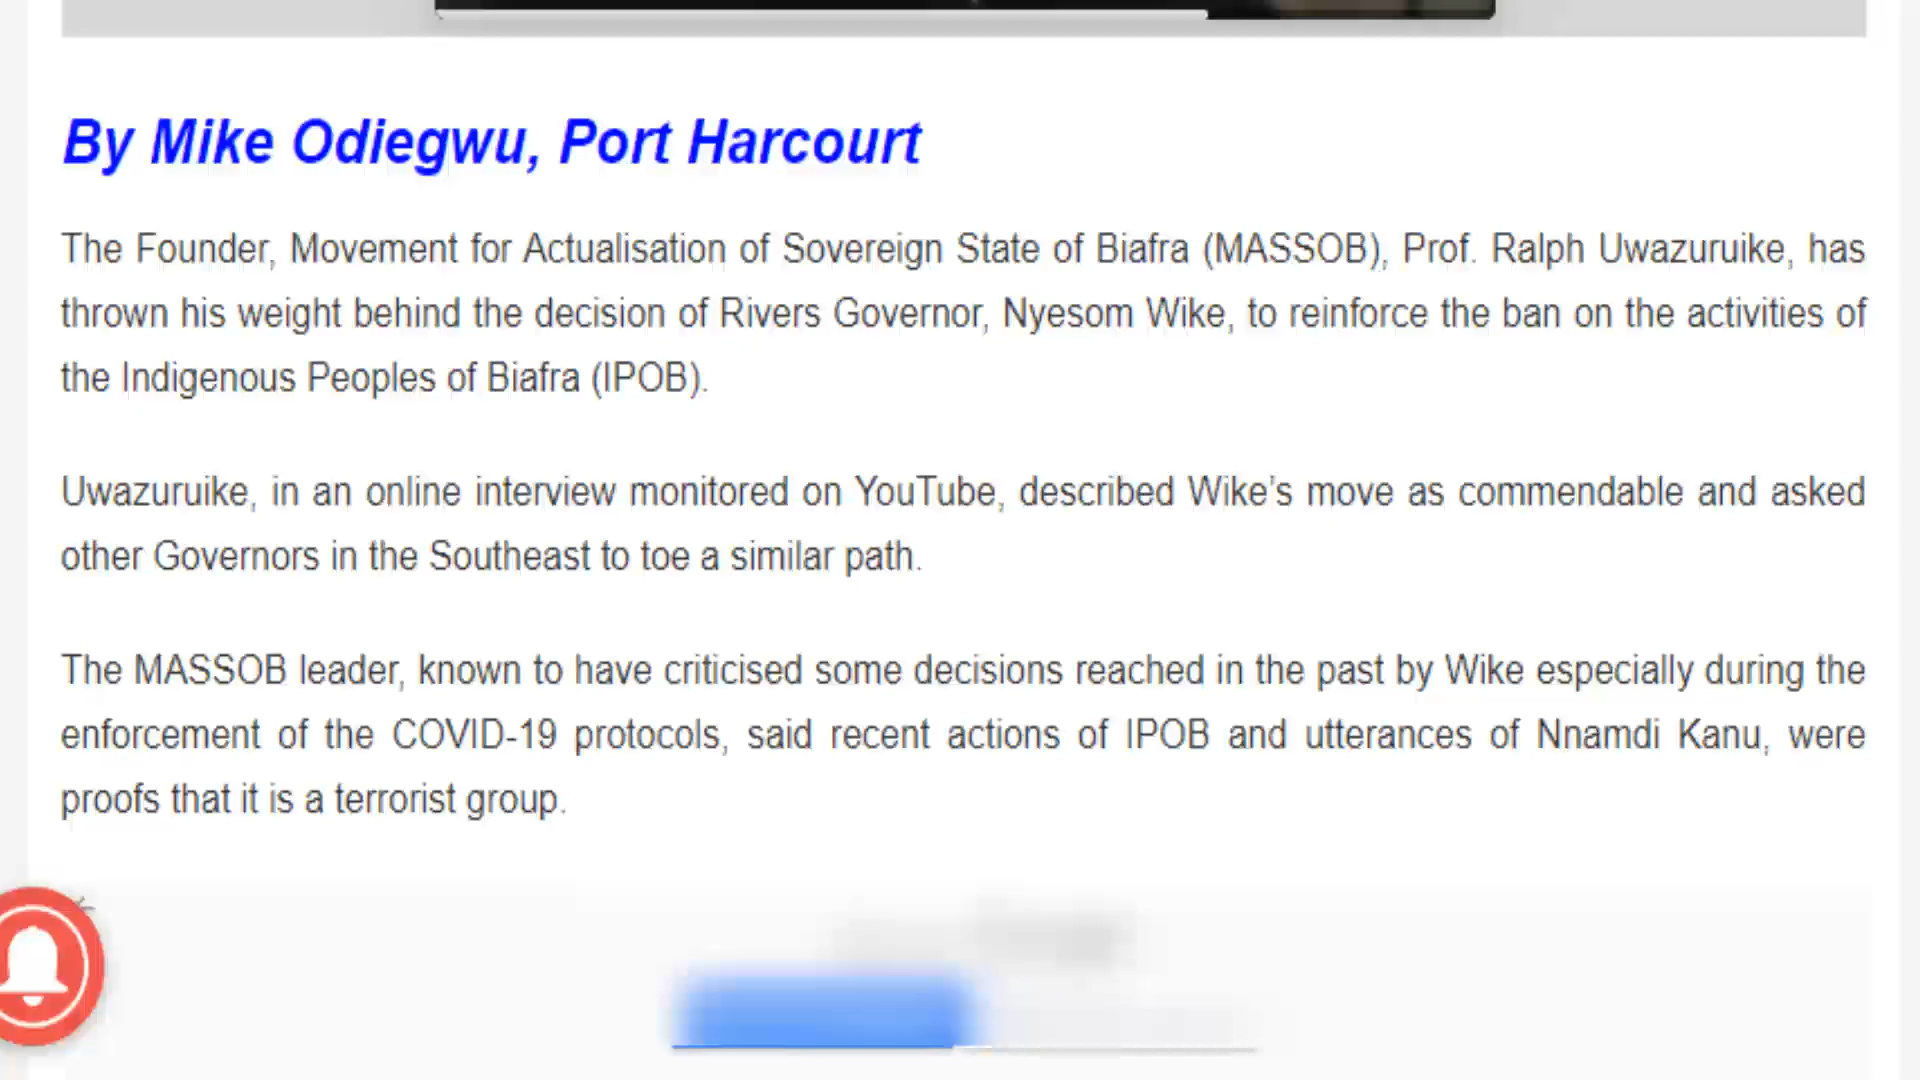 By Mike Odiegwu, Port Harcourt
The Founder, Movement for Actualisation of Sovereign State of Biafra (MASSOB), Prof. Ralph Uwazuruike, has
thrown his weight behind the decision of Rivers Governor, Nyesom Wike, to reinforce the ban on the activities of
the Indigenous Peoples of Biafra (IPOB).
Uwazuruike, in an online interview monitored on YouTube, described Wike’s move as commendable and asked
other Governors in the Southeast to toe a similar path.
The MASSOB leader, known to have criticised some decisions reached in the past by Wike especially during the
enforcement of the COVID-19 protocols, said recent actions of IPOB and utterances of Nnamdi Kanu, were
proofs that it is a terrorist group.